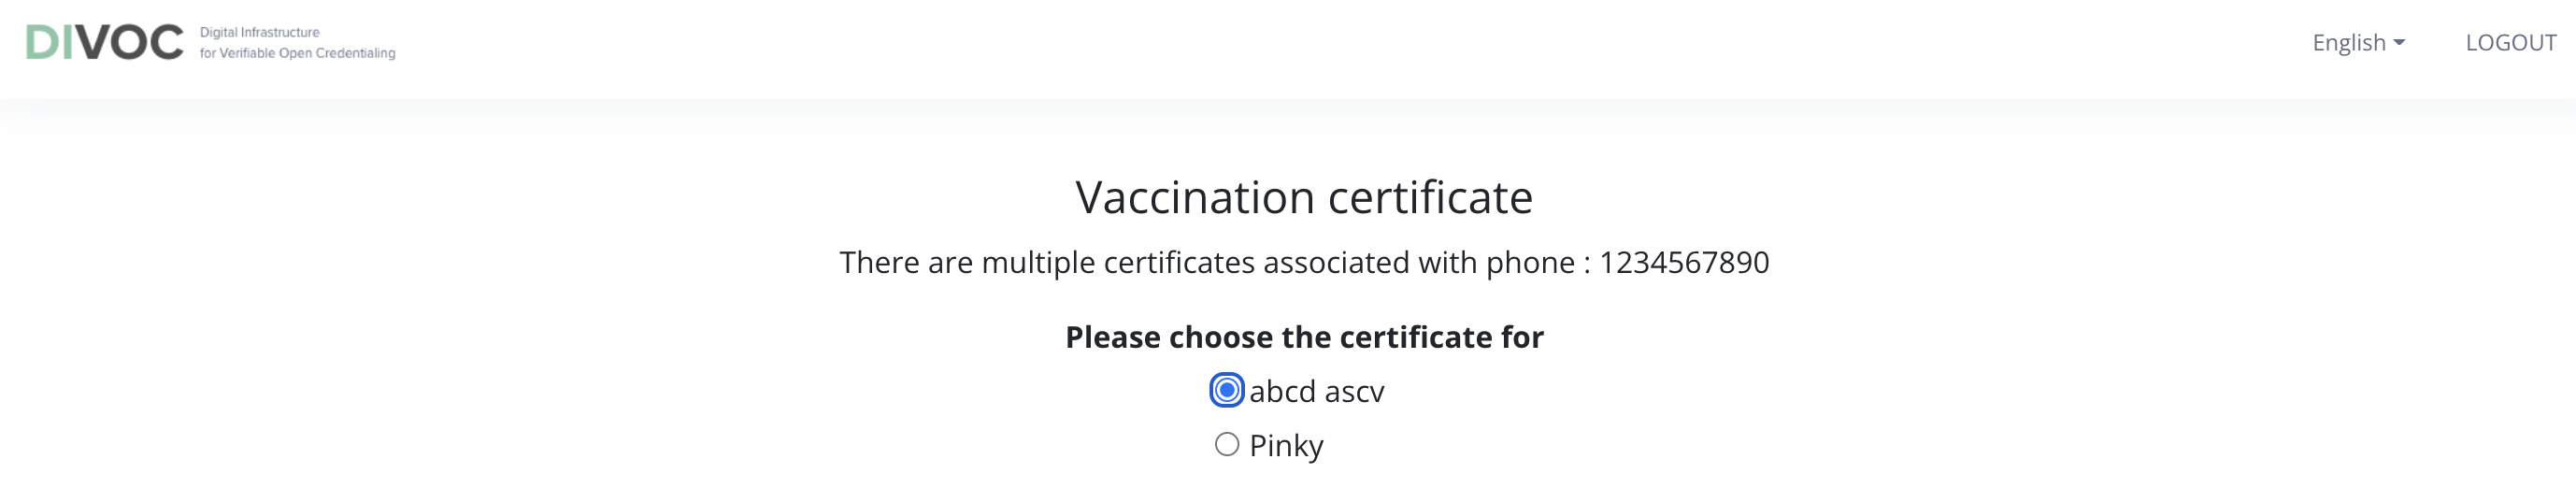 DIVOC
Digital Infrastructure
for Verifiable Open Credentialing
English
LOGOUT
Vaccination certificate
There are multiple certificates associated with phone : 1234567890
Please choose the certificate for
abcd ascv
Pinky